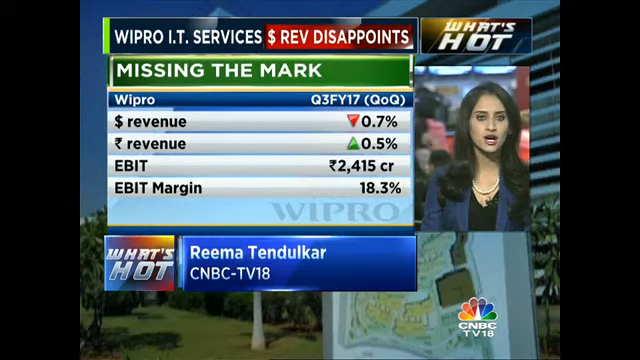 WIPRO I.T. SERVICES $ REV DISAPPOINTS
WHAT'S
HOT
MISSING THE MARK
Wipro Q3FY17 (QoQ)
$ revenue 0.7%
₹ revenue 0.5%
EBIT ₹2,415 cr
EBIT Margin 18.3%
WIPRO
WHAT'S
HOT
Reema Tendulkar
CNBC-TV18
CNBC
TV18